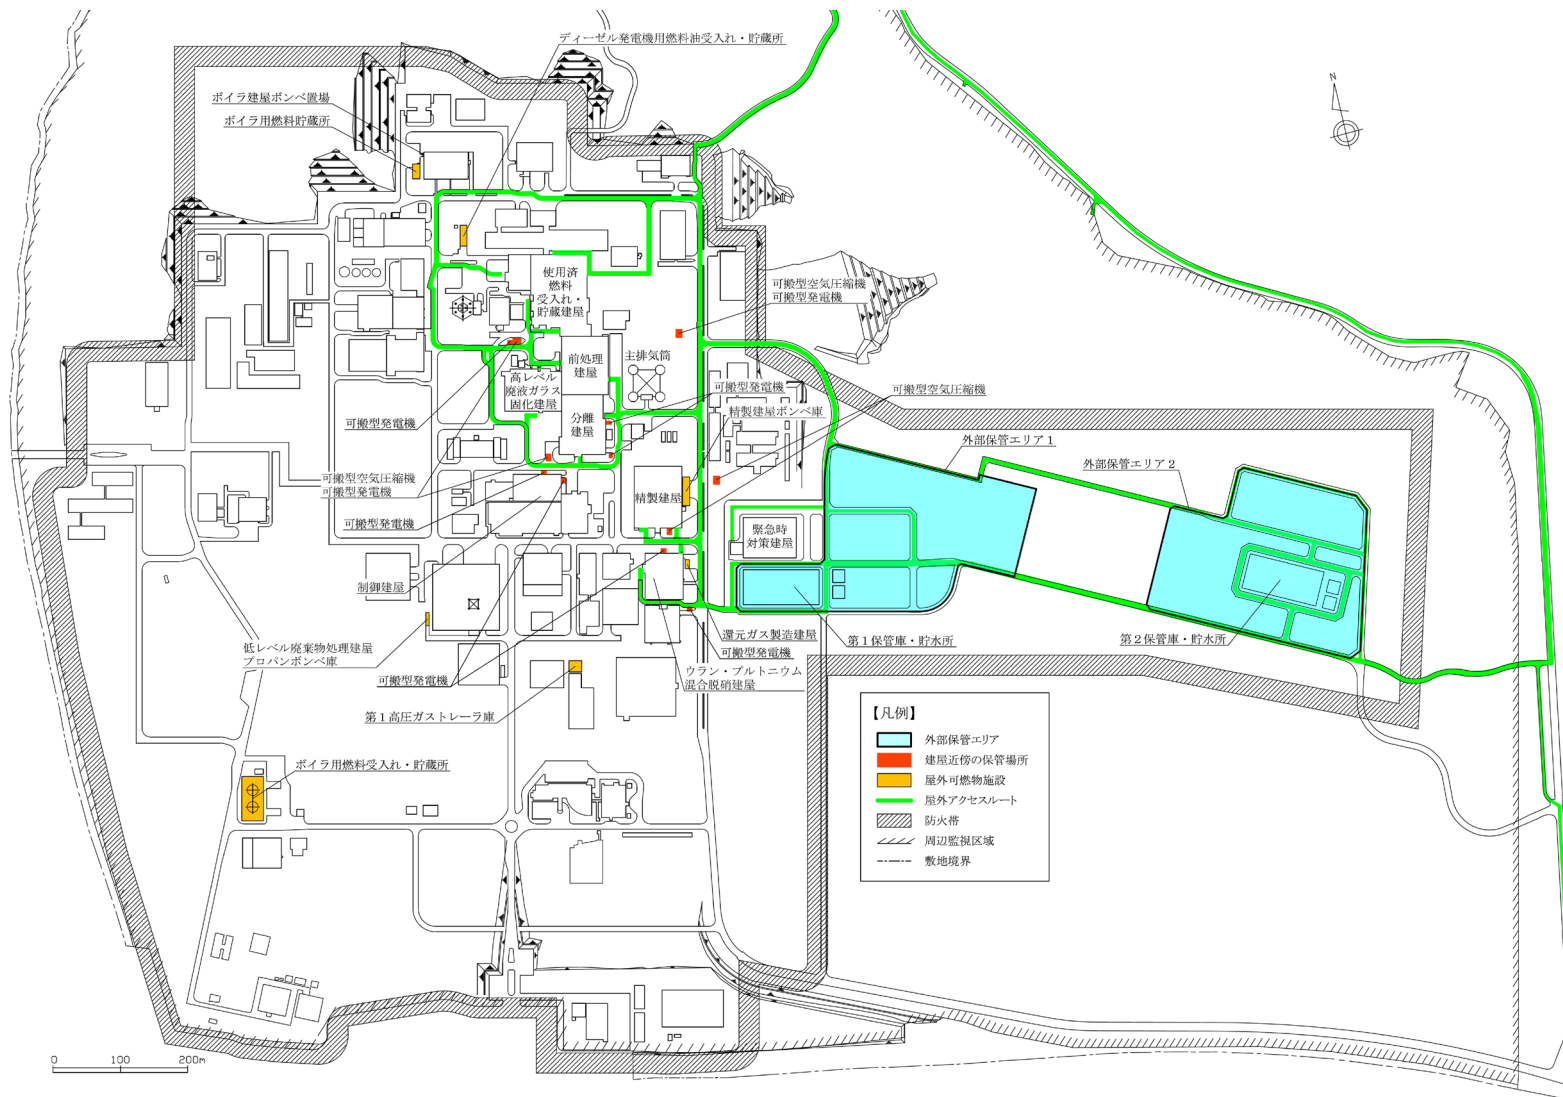 ディーゼル発電機用燃料油受入れ・貯蔵所
ボイラ建屋ボンベ置場
ボイラ用燃料貯蔵所
N
使用済
燃料
受入れ・
貯蔵建屋
可搬型空気圧縮機
可搬型発電機
前処理
建屋
主排気筒
高レベル
廃液ガラス
固化建屋
分離
建屋
可搬型発電機
可搬型空気圧縮機
精製建屋ボンベ庫
可搬型発電機
外部保管エリア1
外部保管エリア2
可搬型空気圧縮機
可搬型発電機
精製建屋
可搬型発電機
緊急時
対策建屋
制御建屋
還元ガス製造建屋
第1保管庫・貯水所
第2保管庫・貯水所
低レベル廃棄物処理建屋
プロパンボンベ庫
可搬型発電機
可搬型発電機
ウラン・プルトニウム
混合脱硝建屋
第1高圧ガストレーラ庫
ボイラ用燃料受入れ・貯蔵所
【凡例】
外部保管エリア
建屋近傍の保管場所
屋外可燃物施設
屋外アクセスルート
防火帯
周辺監視区域
敷地境界
0 100 200m